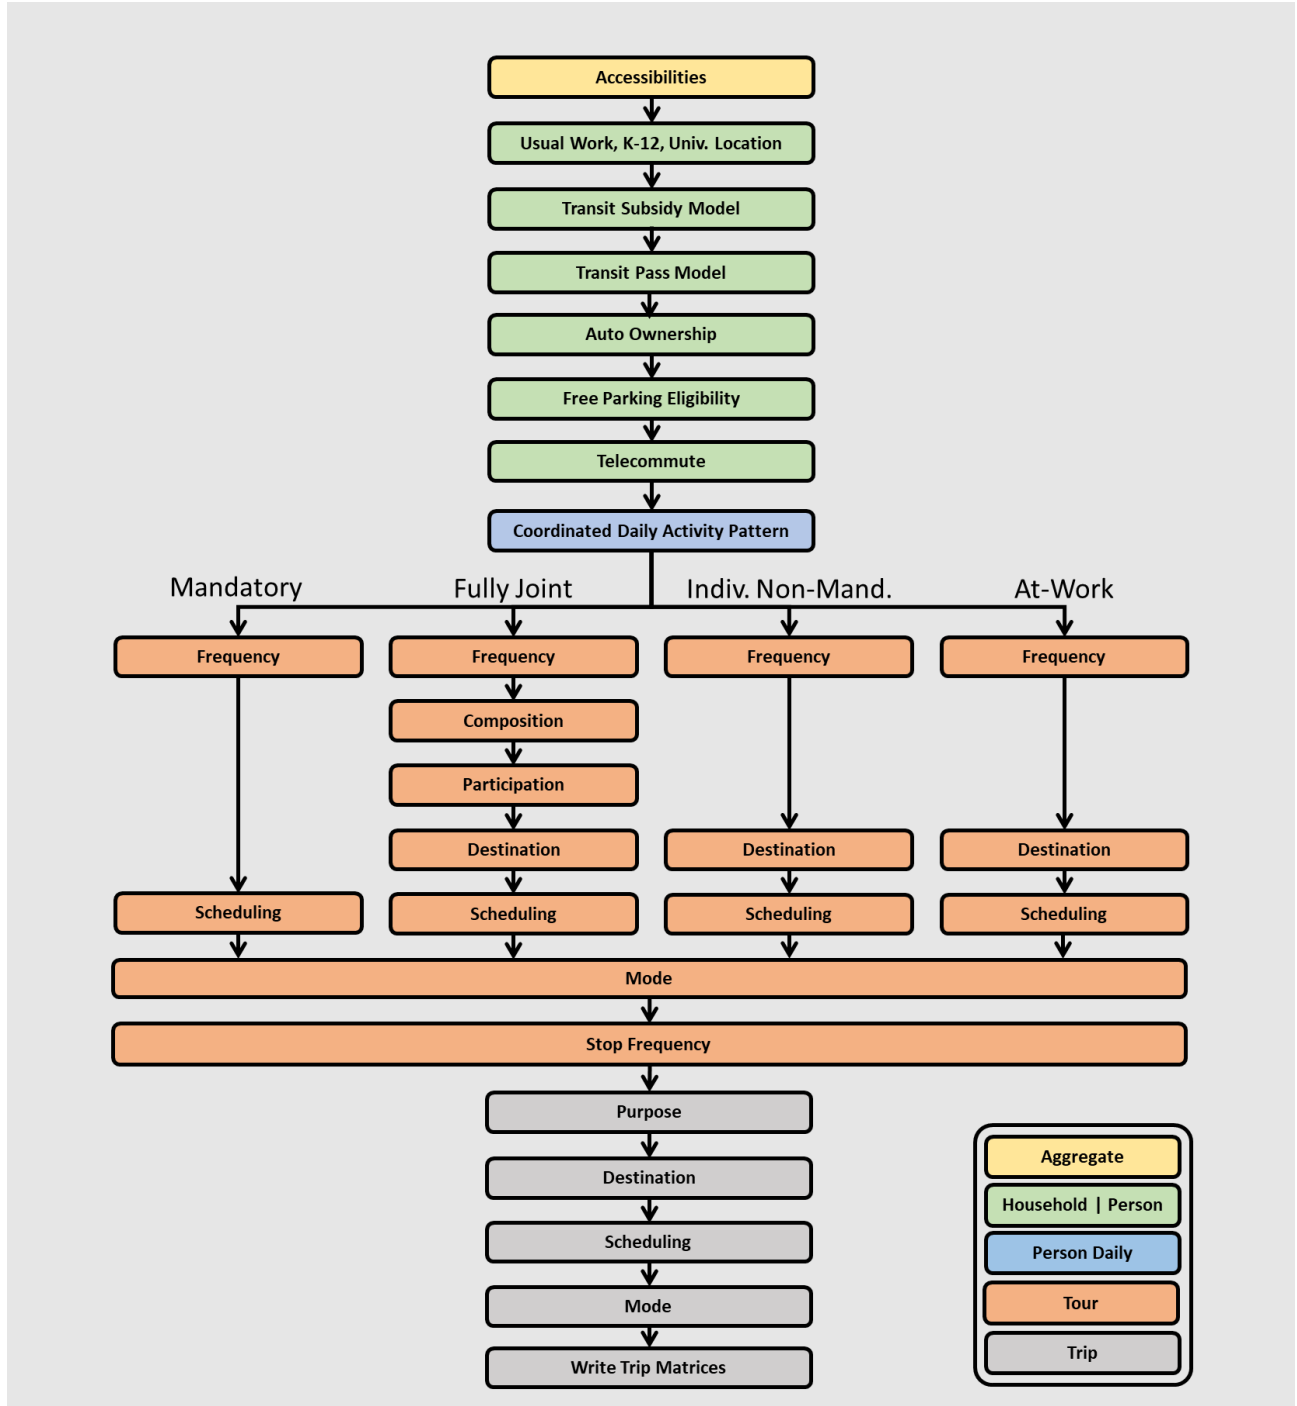 Accessibilities
Usual Work, K-12, Univ. Location
Transit Subsidy Model
Transit Pass Model
Auto Ownership
Free Parking Eligibility
Telecommute
Coordinated Daily Activity Pattern
Mandatory
Fully Joint
Indiv. Non-Mand.
At-Work
Frequency
Frequency
Frequency
Frequency
Composition
Participation
Destination
Destination
Destination
Scheduling
Scheduling
Scheduling
Scheduling
Mode
Stop Frequency
Purpose
Destination
Scheduling
Mode
Write Trip Matrices
Aggregate
Household | Person
Person Daily
Tour
Trip